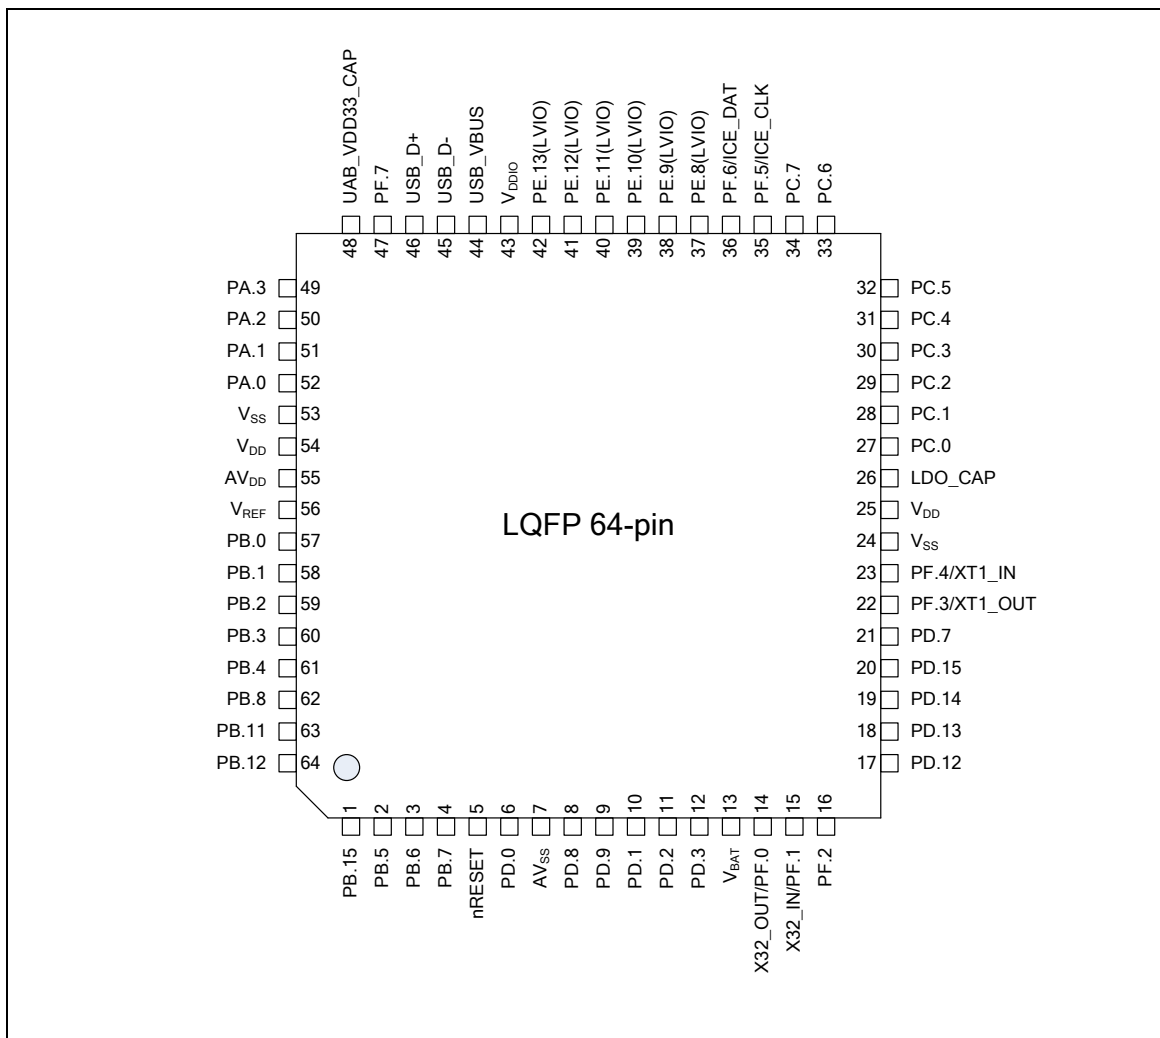 UAB_VDD33_CAP
PF.7
USB_D+
USB_D-
USB_VBUS
VDDIO
PE.13(LVIO)
PE.12(LVIO)
PE.11(LVIO)
PE.10(LVIO)
PE.9(LVIO)
PE.8(LVIO)
PF.6/ICE_DAT
PF.5/ICE_CLK
PC.7
PC.6
48
47
46
45
44
43
42
41
40
39
38
37
36
35
34
33
PA.3 49
PA.2 50
PA.1 51
PA.0 52
VSS 53
VDD 54
AVDD 55
VREF 56
PB.0 57
PB.1 58
PB.2 59
PB.3 60
PB.4 61
PB.8 62
PB.11 63
PB.12 64
LQFP 64-pin
32 PC.5
31 PC.4
30 PC.3
29 PC.2
28 PC.1
27 PC.0
26 LDO_CAP
25 VDD
24 VSS
23 PF.4/XT1_IN
22 PF.3/XT1_OUT
21 PD.7
20 PD.15
19 PD.14
18 PD.13
17 PD.12
1
2
3
4
5
6
7
8
9
10
11
12
13
14
15
16
PB.15
PB.5
PB.6
PB.7
nRESET
PD.0
AVSS
PD.8
PD.9
PD.1
PD.2
PD.3
VBAT
X32_OUT/PF.0
X32_IN/PF.1
PF.2